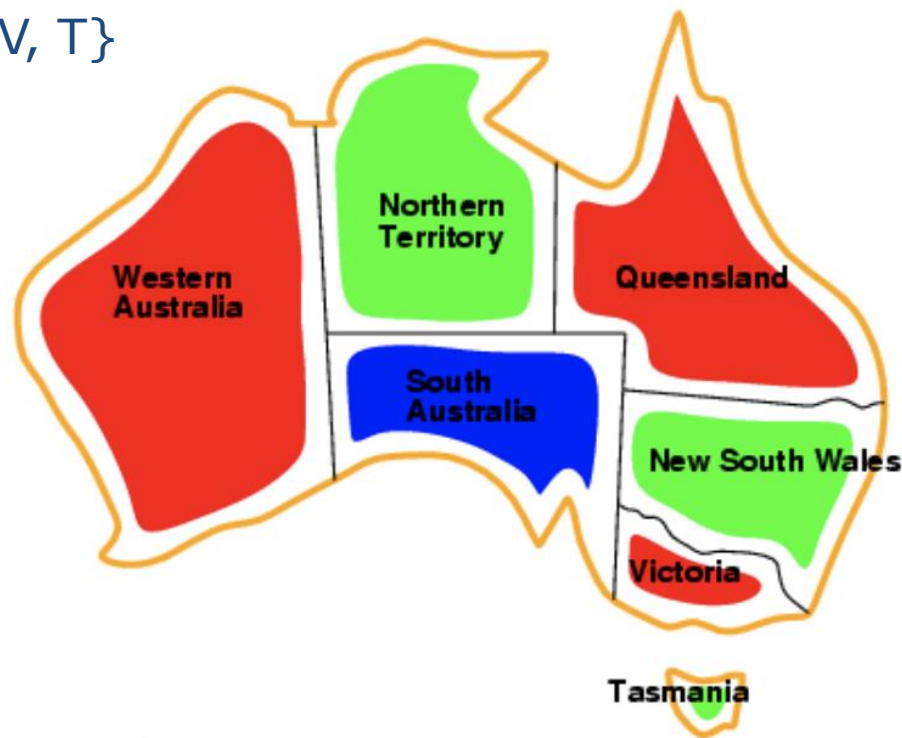 V, T}
Northern
Territory
Western
Australia
Queensland
South
Australia
New South Wales
Victoria
Tasmania